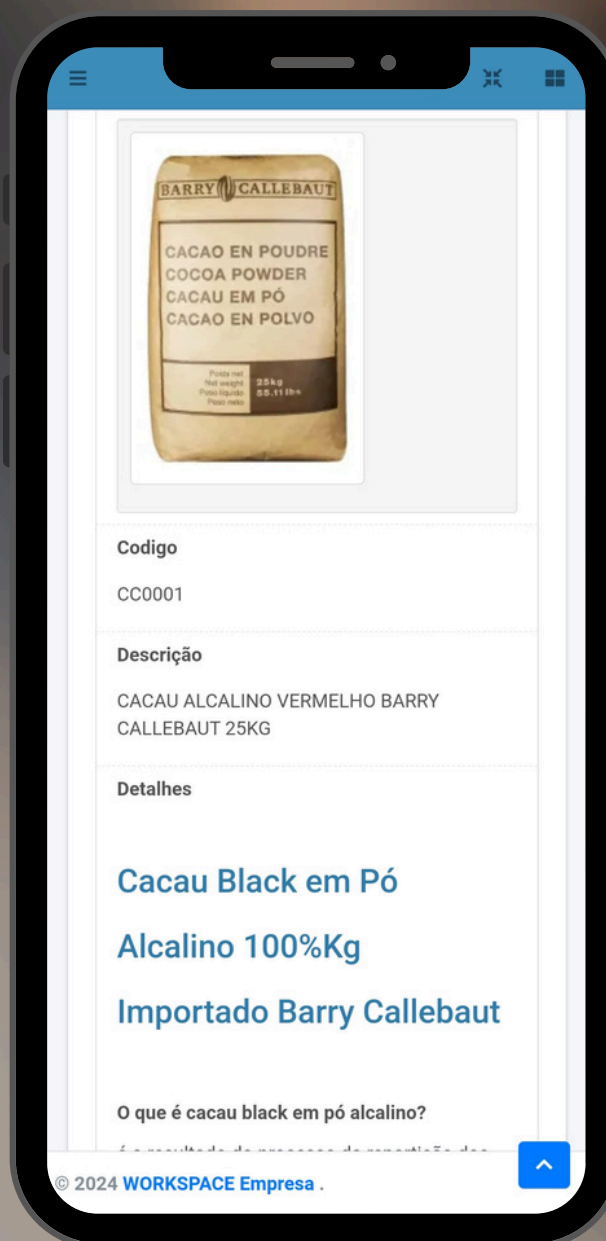 BARRY CALLEBAUT
CACAO EN POUDRE
COCOA POWDER
CACAU EM PÓ
CACAO EN POLVO
Poids net
Net weight 25kg
Peso líquido 55.11 lbs
Peso neto
Codigo
CC0001
Descrição
CACAU ALCALINO VERMELHO BARRY
CALLEBAUT 25KG
Detalhes
Cacau Black em Pó
Alcalino 100%Kg
Importado Barry Callebaut
O que é cacau black em pó alcalino?
© 2024 WORKSPACE Empresa .